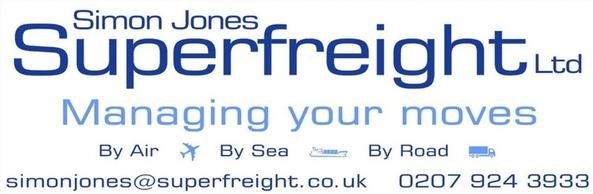 Simon Jones
Superfreight Ltd
Managing your moves
By Air By Sea By Road
simonjones@superfreight.co.uk 0207 924 3933